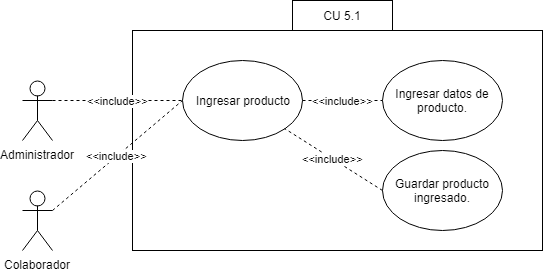 CU 5.1
Administrador
Colaborador
<<include>>
<<include>>
Ingresar producto
<<include>>
<<include>>
Ingresar datos de
producto.
Guardar producto
ingresado.